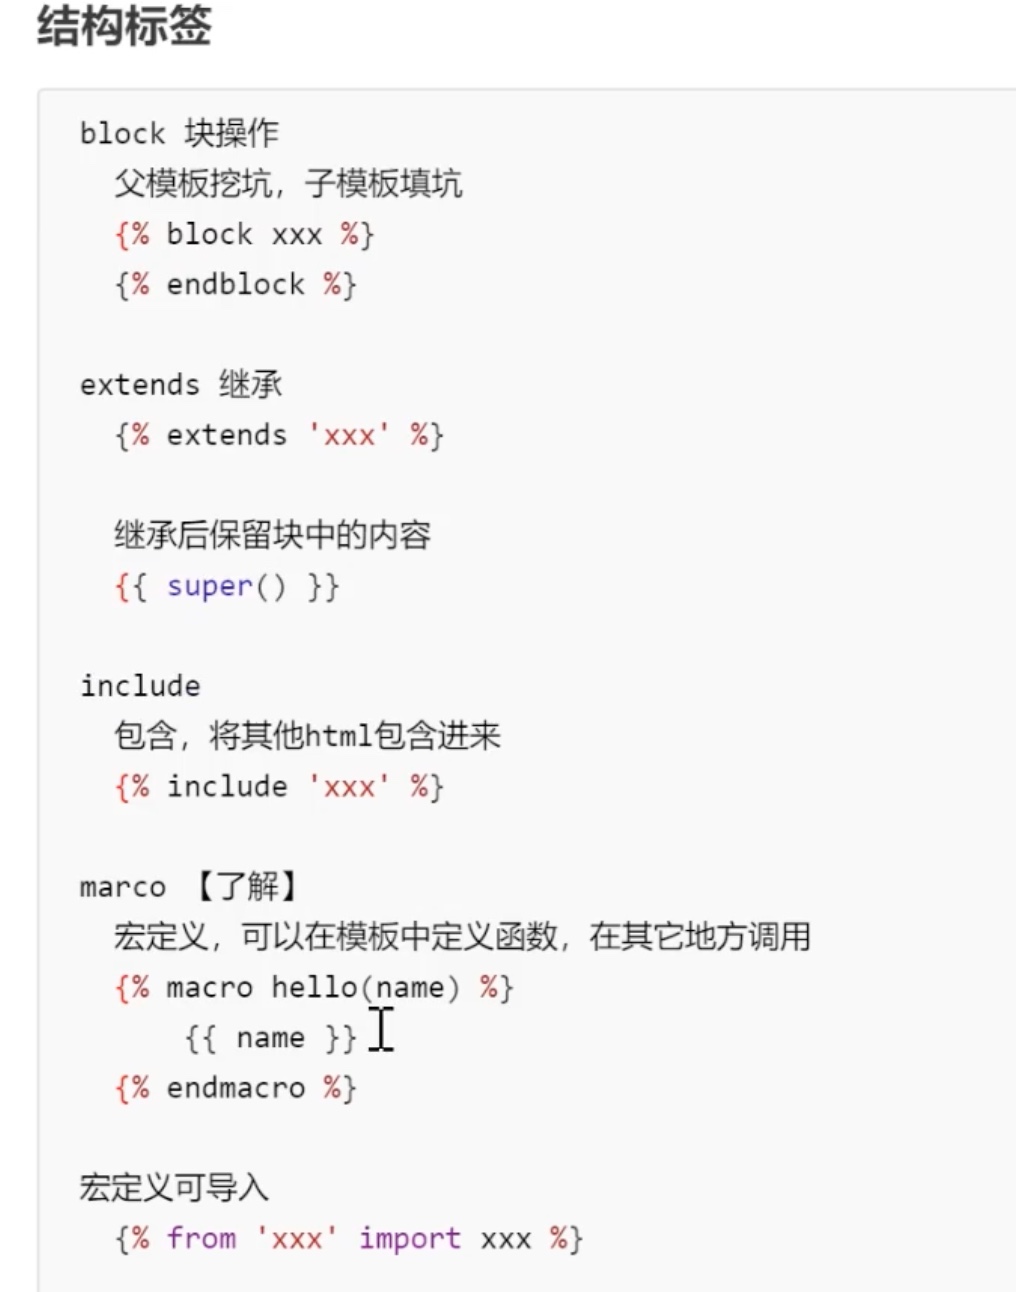 结构标签
block 块操作
父模板挖坑，子模板填坑
{% block xxx %}
{% endblock %}
extends 继承
{% extends 'xxx' %}
继承后保留块中的内容
{{ super() }}
include
包含，将其他html包含进来
{% include 'xxx' %}
marco 【了解】
宏定义，可以在模板中定义函数，在其它地方调用
{% macro hello(name) %}
{{ name }}
{% endmacro %}
宏定义可导入
{% from 'xxx' import xxx %}